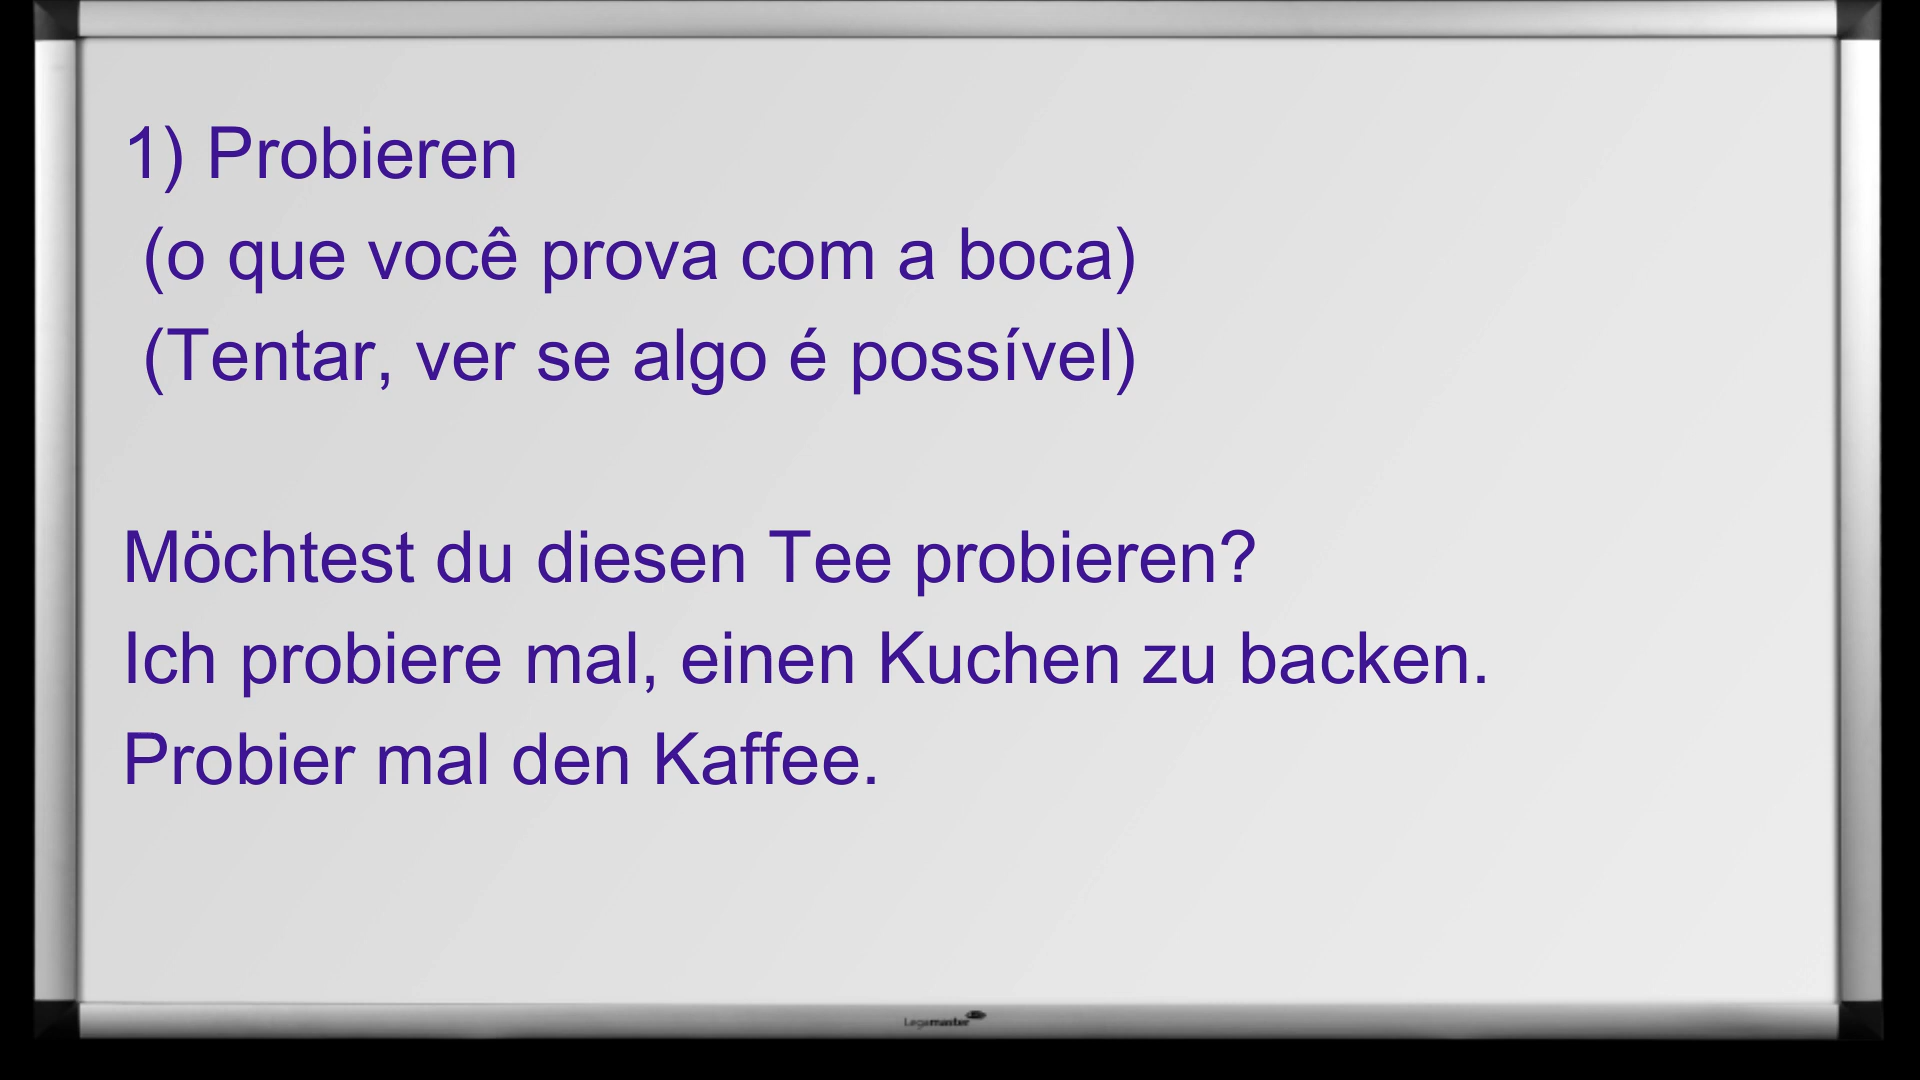 1) Probieren
(o que você prova com a boca)
(Tentar, ver se algo é possível)
Möchtest du diesen Tee probieren?
Ich probiere mal, einen Kuchen zu backen.
Probier mal den Kaffee.
Legamaster